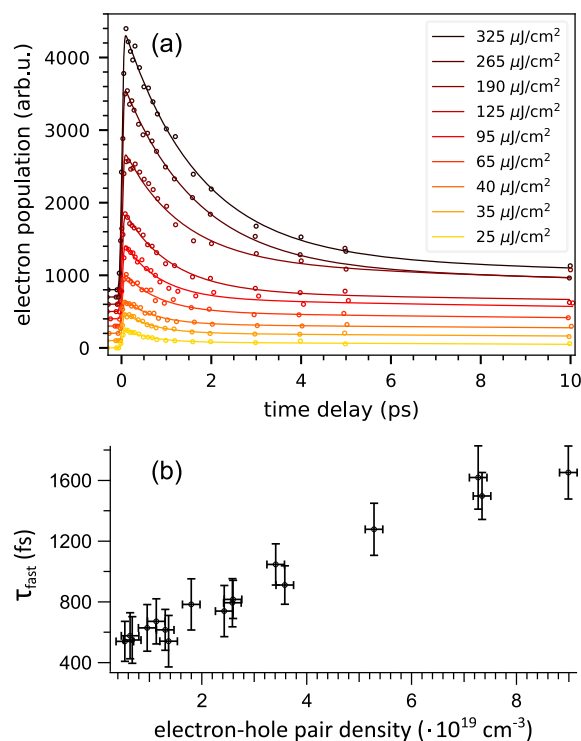 (a)
electron population (arb.u.)
4000
3000
2000
1000
0
325 μJ/cm²
265 μJ/cm²
190 μJ/cm²
125 μJ/cm²
95 μJ/cm²
65 μJ/cm²
40 μJ/cm²
35 μJ/cm²
25 μJ/cm²
0 2 4 6 8 10
time delay (ps)
(b)
τfast (fs)
1600
1200
800
400
2 4 6 8
electron-hole pair density (·10¹⁹ cm⁻³)